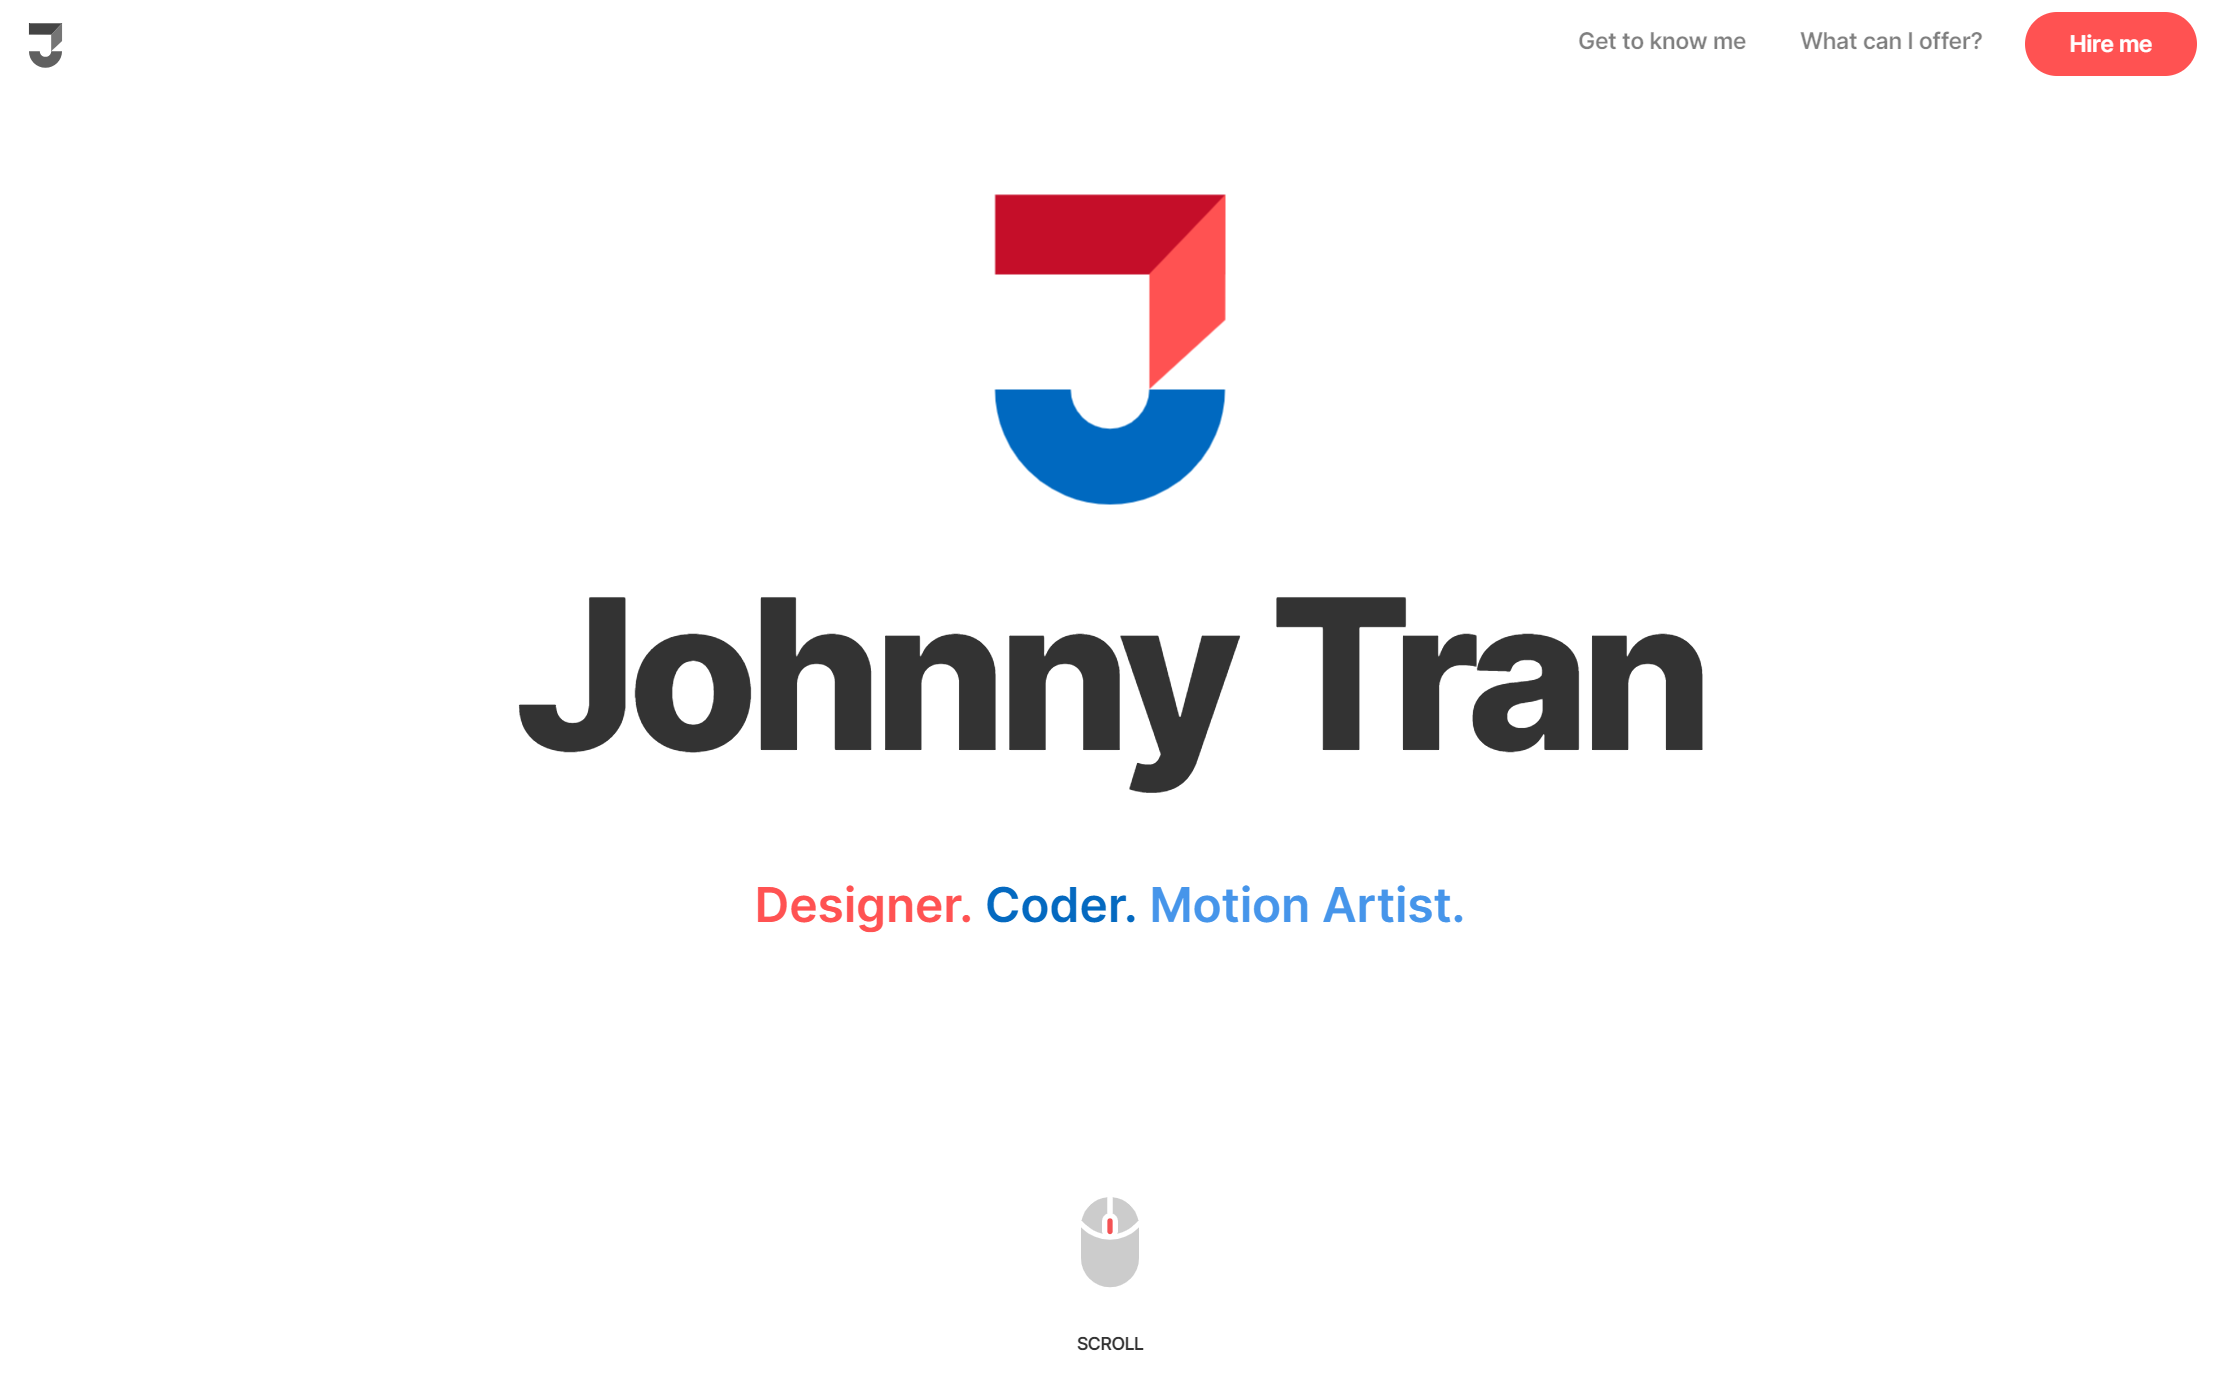 Get to know me What can I offer? Hire me
Johnny Tran
Designer. Coder. Motion Artist.
SCROLL